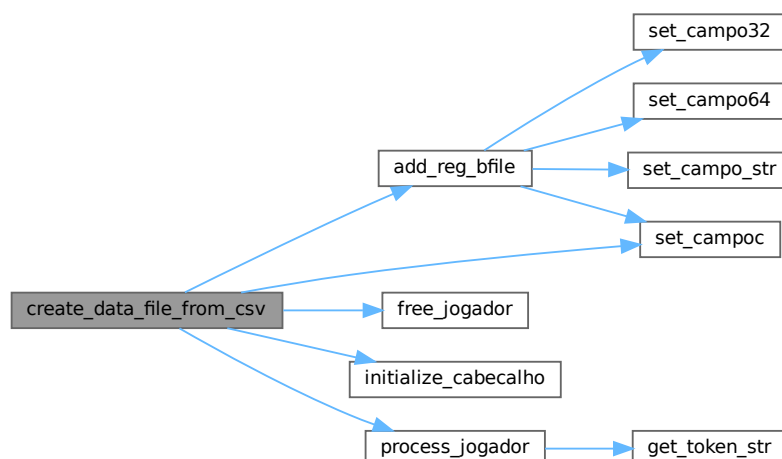 set_campo32
set_campo64
add_reg_bfile
set_campo_str
set_campoc
create_data_file_from_csv
free_jogador
initialize_cabecalho
process_jogador
get_token_str